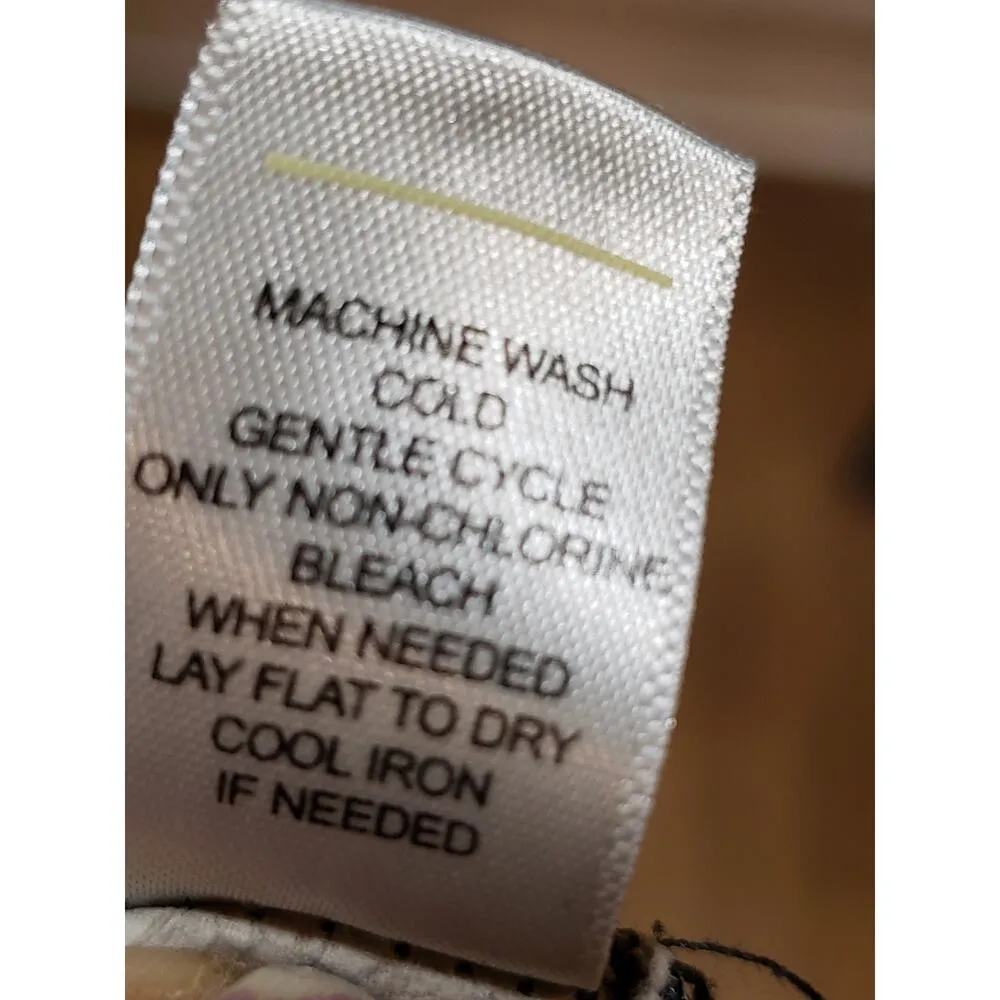 MACHINE WASH
COLD
GENTLE CYCLE
ONLY NON-CHLORINE
BLEACH
WHEN NEEDED
LAY FLAT TO DRY
COOL IRON
IF NEEDED